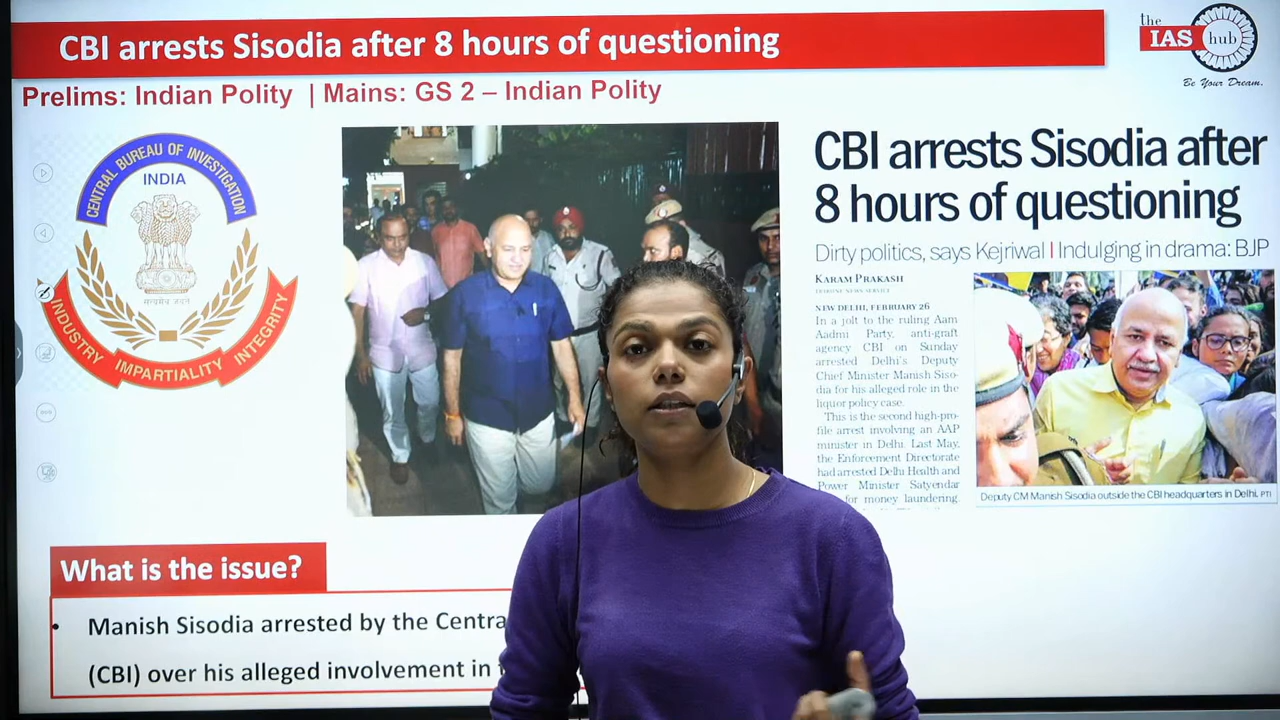 CBI arrests Sisodia after 8 hours of questioning
the
IAS hub
Be Your Dream.
Prelims: Indian Polity | Mains: GS 2 – Indian Polity
CENTRAL BUREAU OF INVESTIGATION
INDIA
सत्यमेव जयते
INDUSTRY IMPARTIALITY INTEGRITY
CBI arrests Sisodia after
8 hours of questioning
Dirty politics, says Kejriwal | Indulging in drama: BJP
KARAM PRAKASH
TRIBUNE NEWS SERVICE
NEW DELHI, FEBRUARY 26
In a jolt to the ruling Aam
Aadmi Party, anti-graft
agency CBI on Sunday
arrested Delhi's Deputy
Chief Minister Manish Siso-
dia for his alleged role in the
liquor policy case.
This is the second high-pro-
file arrest involving an AAP
minister in Delhi. Last May,
the Enforcement Directorate
had arrested Delhi Health and
Power Minister Satyendar
for money laundering.
Deputy CM Manish Sisodia outside the CBI headquarters in Delhi. PTI
What is the issue?
• Manish Sisodia arrested by the Centra
(CBI) over his alleged involvement in